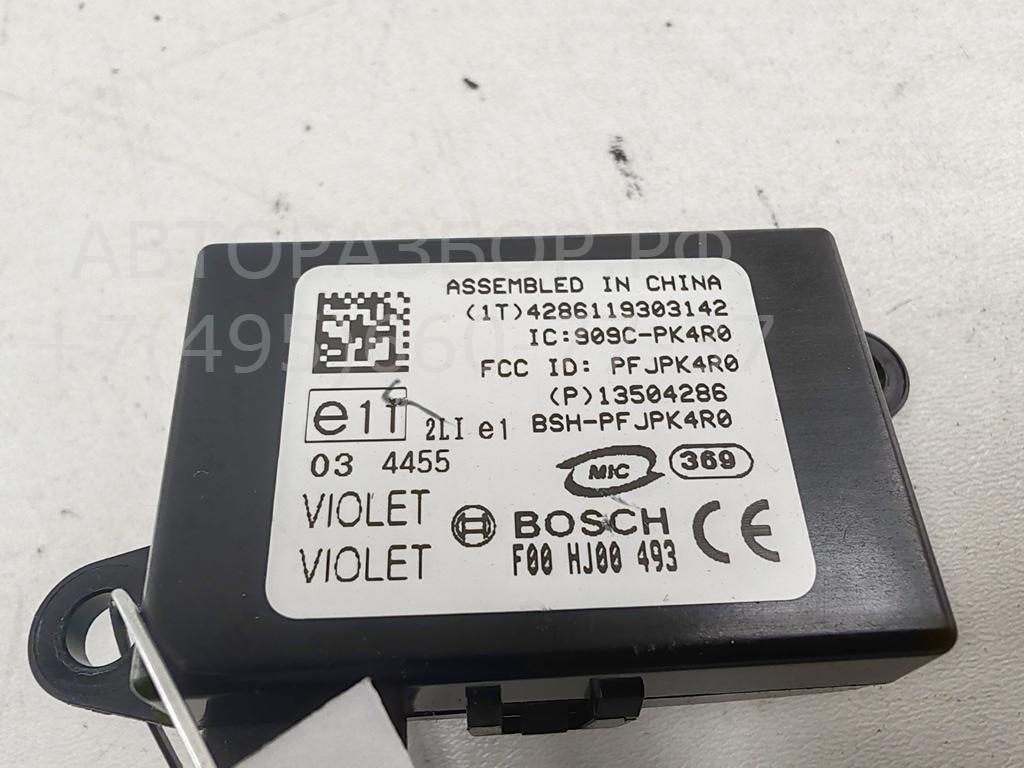 АВТОРАЗБОР.РФ
ASSEMBLED IN CHINA
(1T)4286119303142
IC:909C-PK4R0
FCC ID: PFJPK4R0
(P)13504286
e11 2LI e1 BSH-PFJPK4R0
03 4455
MIC 369
VIOLET
BOSCH CE
VIOLET
F00 HJ00 493